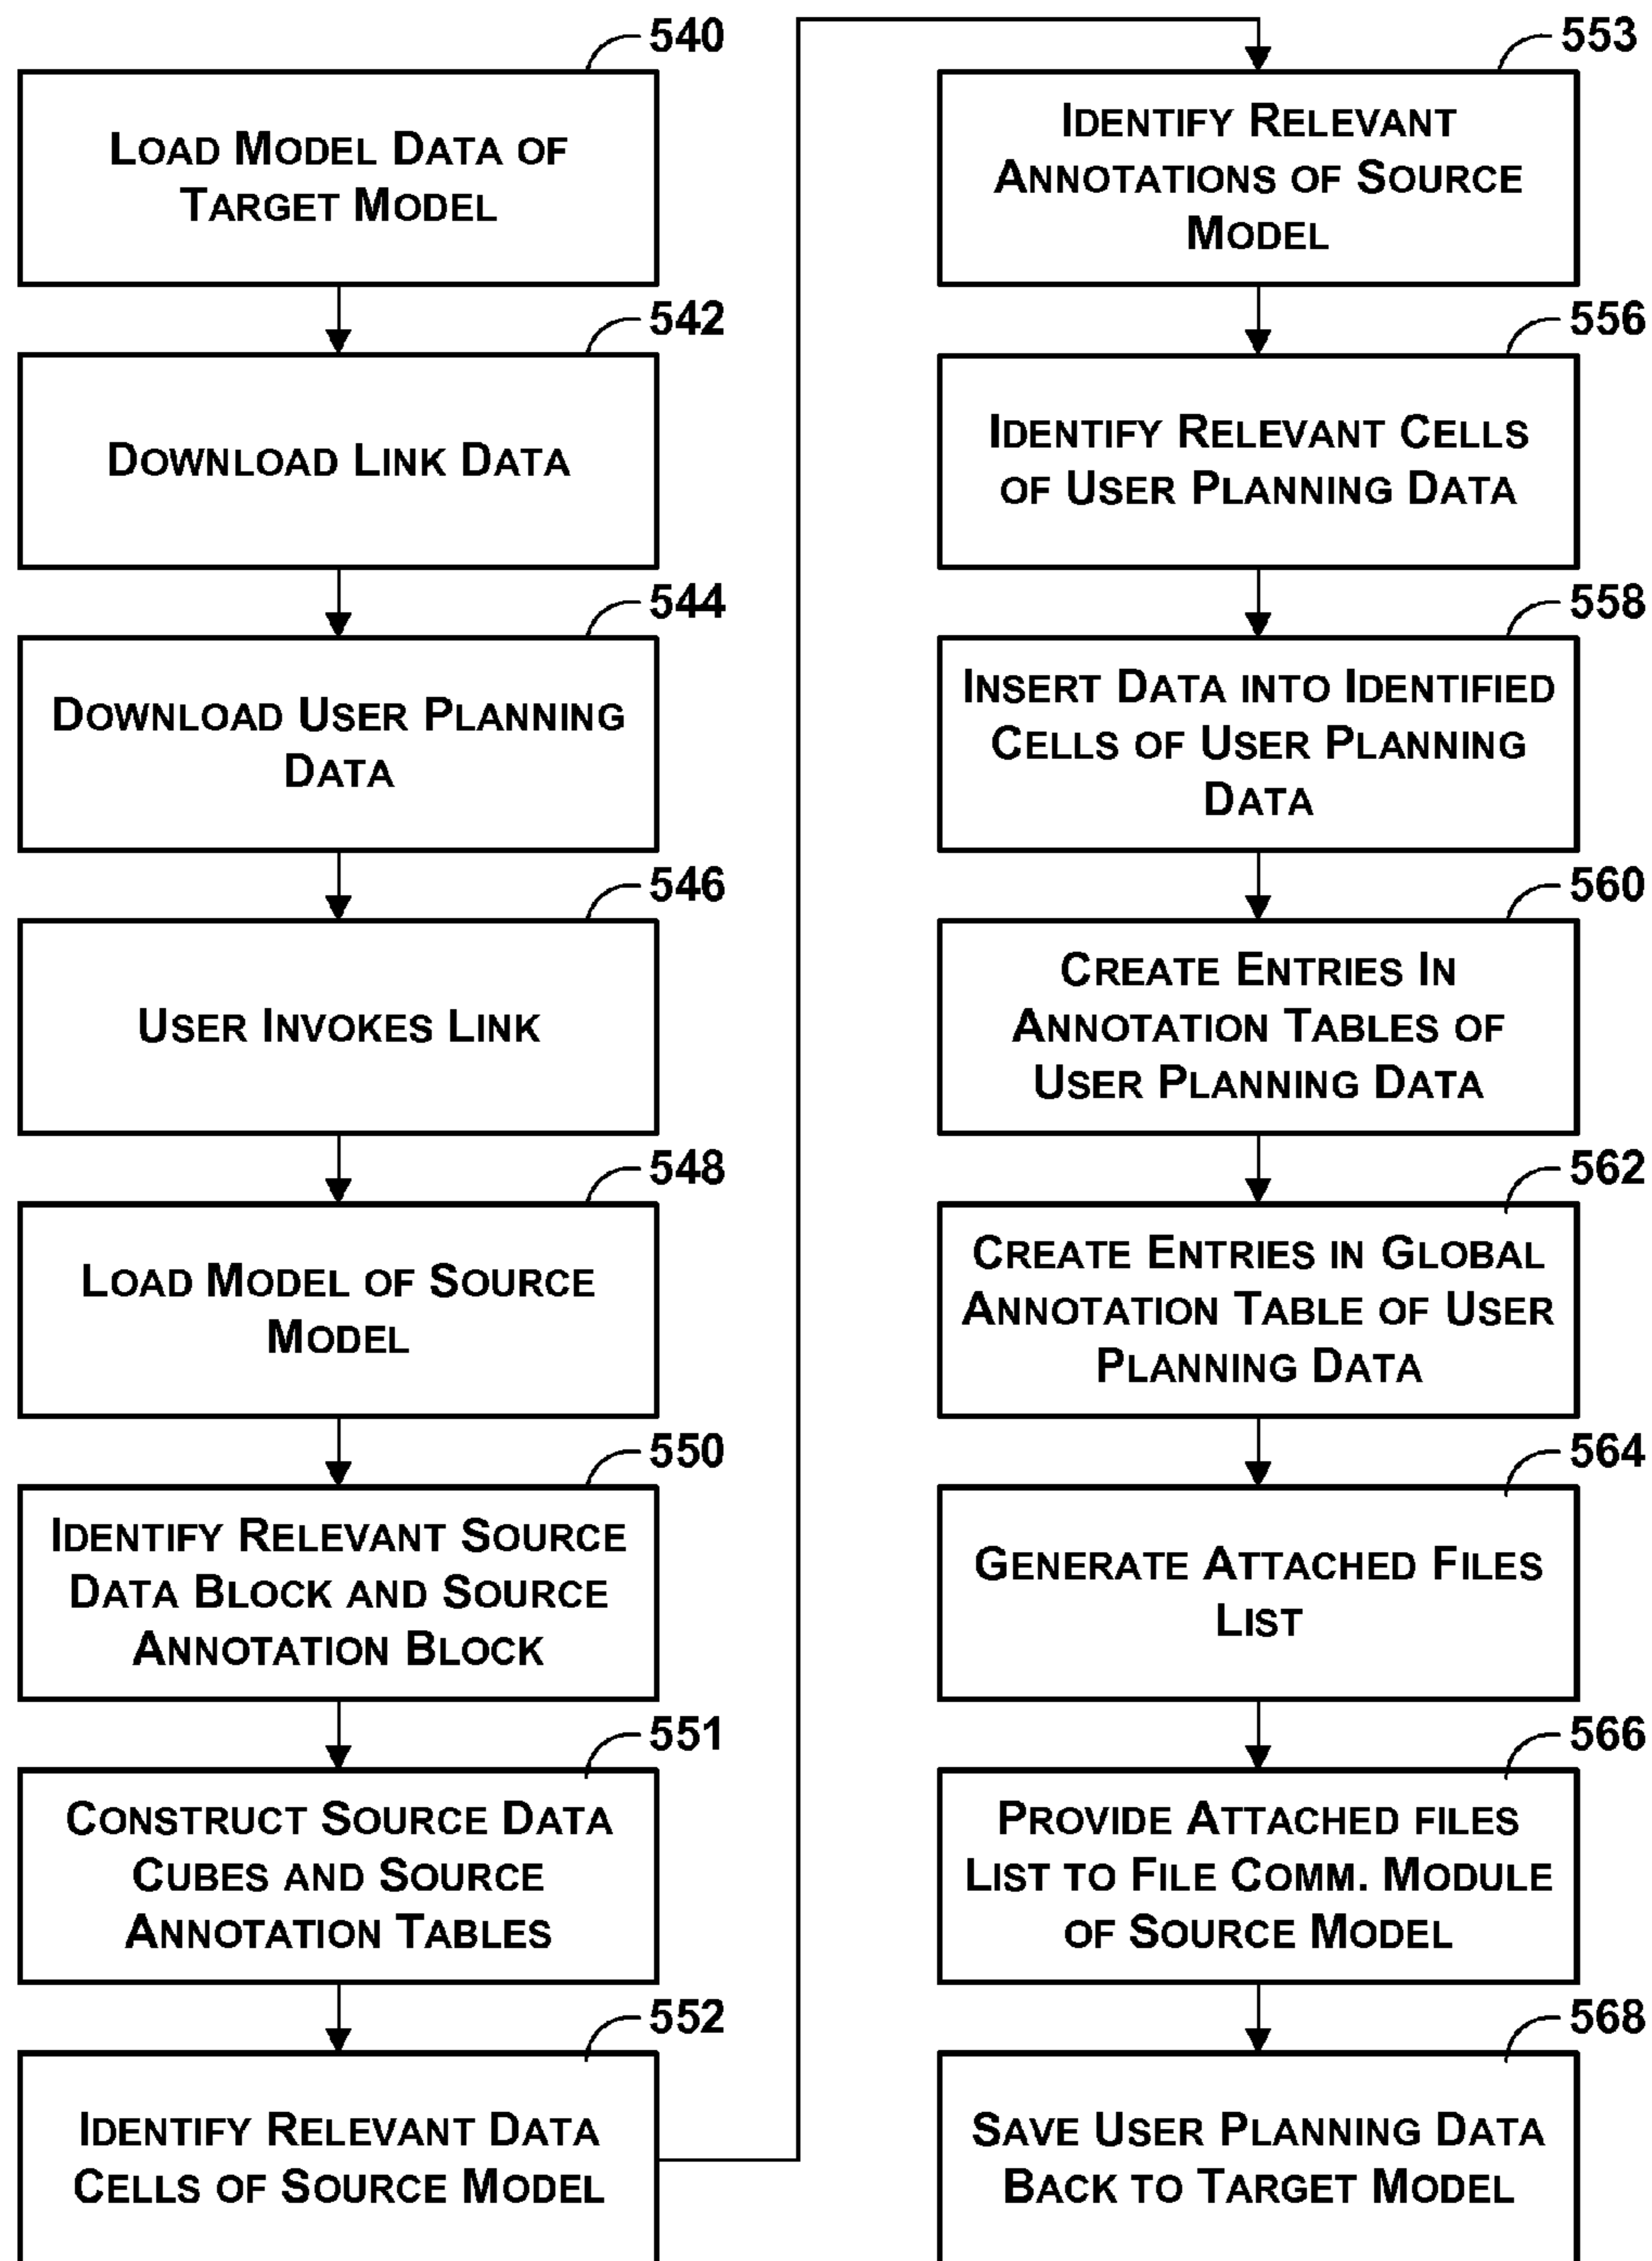 540
LOAD MODEL DATA OF
TARGET MODEL
542
DOWNLOAD LINK DATA
544
DOWNLOAD USER PLANNING
DATA
546
USER INVOKES LINK
548
LOAD MODEL OF SOURCE
MODEL
550
IDENTIFY RELEVANT SOURCE
DATA BLOCK AND SOURCE
ANNOTATION BLOCK
551
CONSTRUCT SOURCE DATA
CUBES AND SOURCE
ANNOTATION TABLES
552
IDENTIFY RELEVANT DATA
CELLS OF SOURCE MODEL
553
IDENTIFY RELEVANT
ANNOTATIONS OF SOURCE
MODEL
556
IDENTIFY RELEVANT CELLS
OF USER PLANNING DATA
558
INSERT DATA INTO IDENTIFIED
CELLS OF USER PLANNING
DATA
560
CREATE ENTRIES IN
ANNOTATION TABLES OF
USER PLANNING DATA
562
CREATE ENTRIES IN GLOBAL
ANNOTATION TABLE OF USER
PLANNING DATA
564
GENERATE ATTACHED FILES
LIST
566
PROVIDE ATTACHED FILES
LIST TO FILE COMM. MODULE
OF SOURCE MODEL
568
SAVE USER PLANNING DATA
BACK TO TARGET MODEL